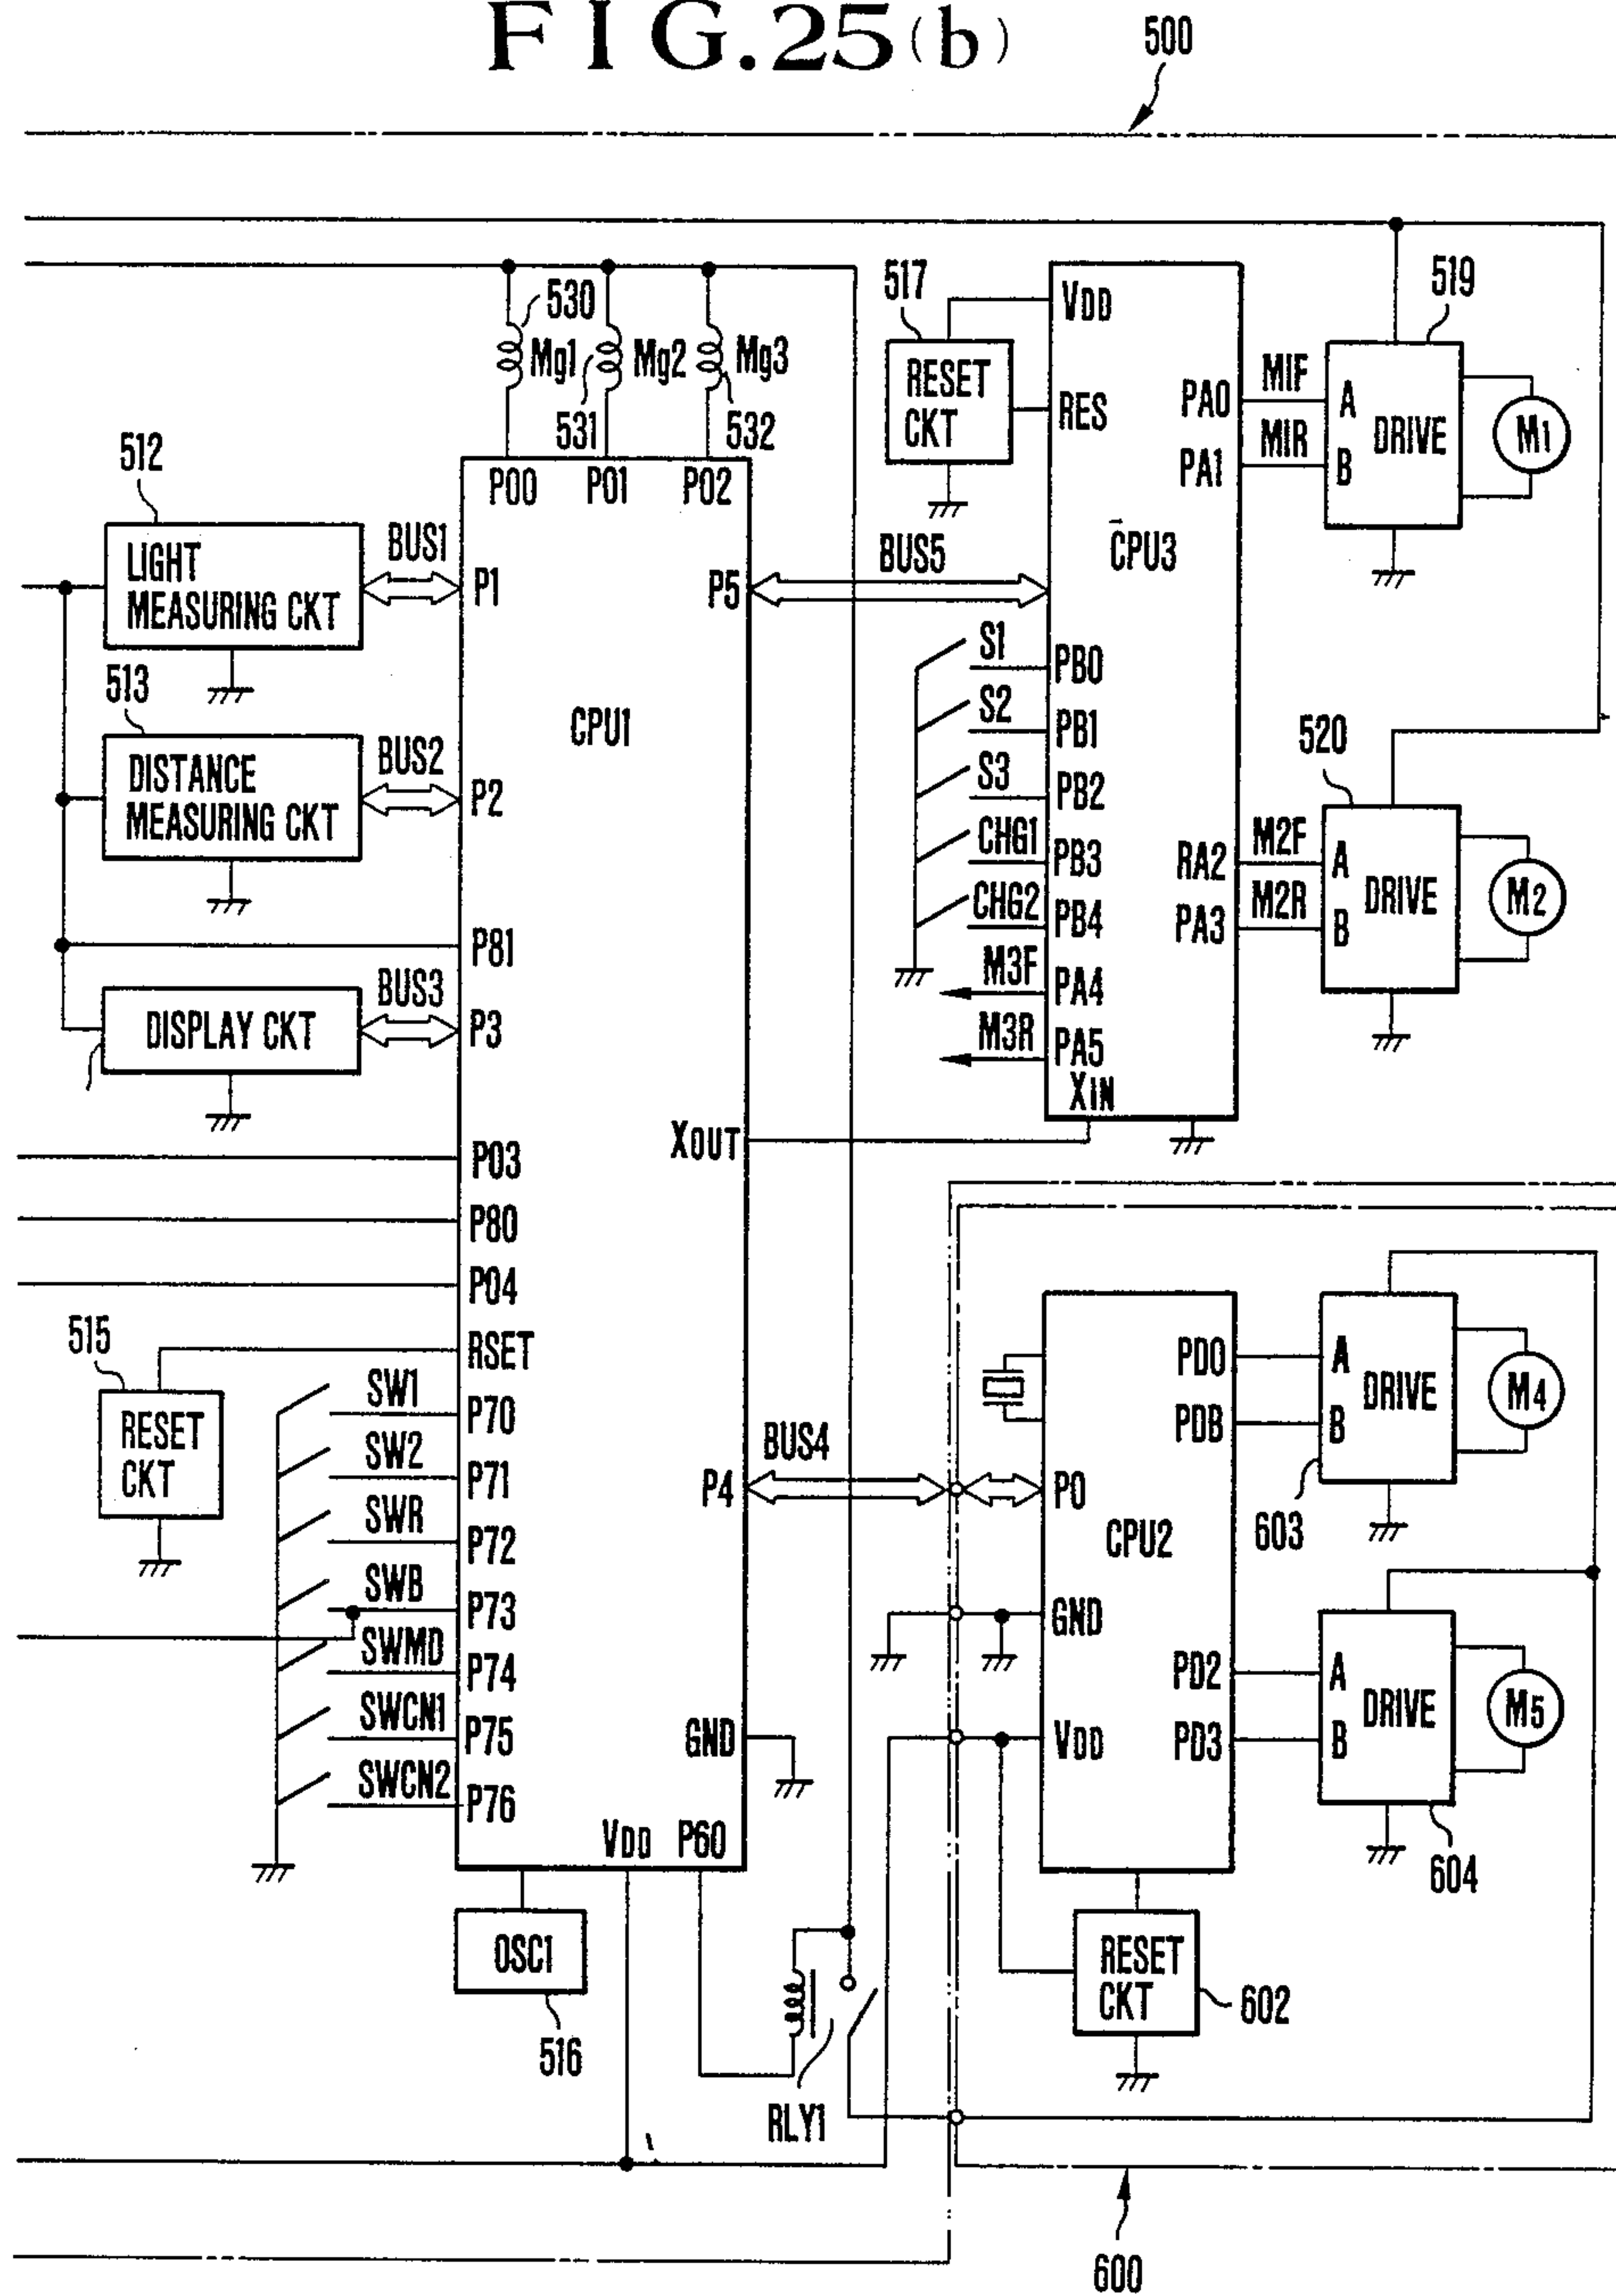 FIG.25(b)
500
530
Mg1
531
Mg2
532
Mg3
517
RESET
CKT
VDD
RES
CPU3
PA0
PA1
MIF
MIR
519
A
B
DRIVE
M1
512
LIGHT
MEASURING CKT
BUS1
P00
P01
P02
P1
P5
BUS5
513
DISTANCE
MEASURING CKT
BUS2
P2
CPU1
S1
PB0
S2
PB1
S3
PB2
CHG1
PB3
CHG2
PB4
M3F
PA4
M3R
PA5
XIN
RA2
PA3
M2F
M2R
520
A
B
DRIVE
M2
P81
DISPLAY CKT
BUS3
P3
XOUT
P03
P80
P04
515
RESET
CKT
RSET
SW1
P70
SW2
P71
SWR
P72
SWB
P73
SWMD
P74
SWCN1
P75
SWCN2
P76
P4
BUS4
GND
VDD
P60
OSC1
516
RLY1
P0
CPU2
GND
VDD
PD0
PDB
A
B
DRIVE
M4
603
PD2
PD3
A
B
DRIVE
M5
604
RESET
CKT
602
600